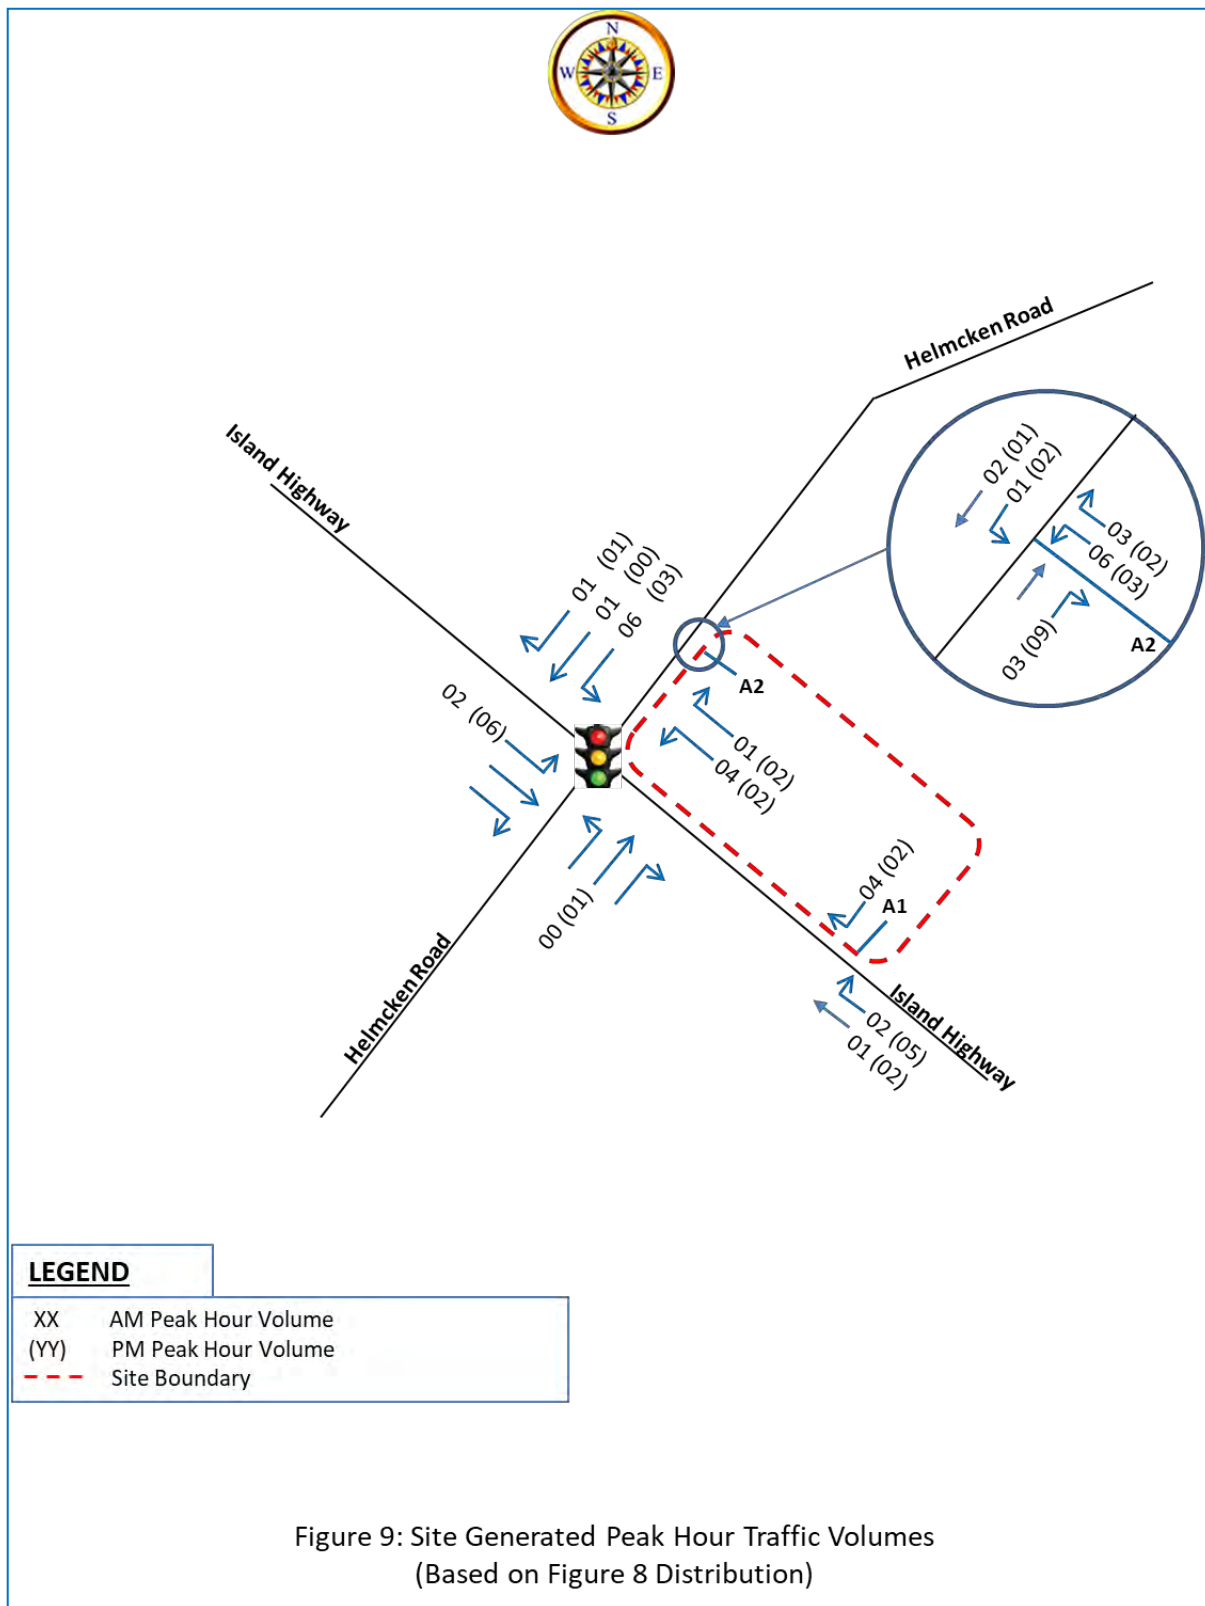 N
W
E
S
Helmcken Road
Island Highway
02 (01)
01 (02)
03 (02)
06 (03)
03 (09)
A2
01 (01)
01 (00)
06 (03)
A2
02 (06)
01 (02)
04 (02)
04 (02)
A1
00 (01)
Helmcken Road
Island Highway
02 (05)
01 (02)
LEGEND
XX AM Peak Hour Volume
(YY) PM Peak Hour Volume
Site Boundary
Figure 9: Site Generated Peak Hour Traffic Volumes
(Based on Figure 8 Distribution)